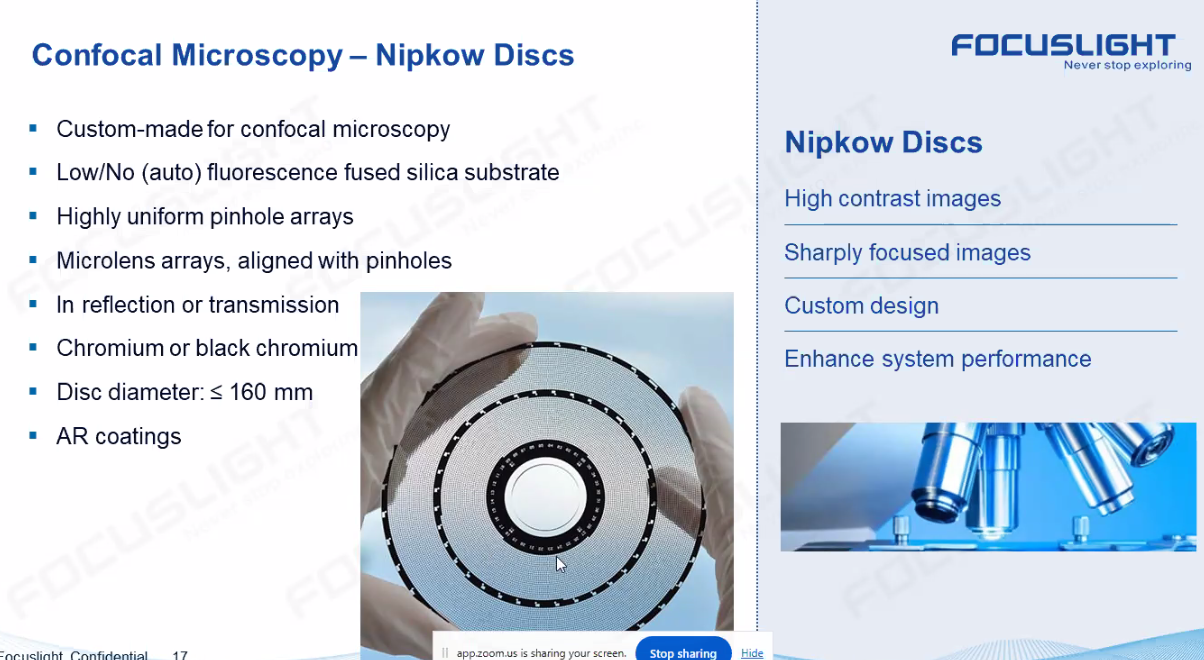 Confocal Microscopy – Nipkow Discs
Custom-made for confocal microscopy
Low/No (auto) fluorescence fused silica substrate
Highly uniform pinhole arrays
Microlens arrays, aligned with pinholes
In reflection or transmission
Chromium or black chromium
Disc diameter: ≤ 160 mm
AR coatings
FOCUSLIGHT
Never stop exploring
Nipkow Discs
High contrast images
Sharply focused images
Custom design
Enhance system performance
Focuslight Confidential 17
app.zoom.us is sharing your screen.
Stop sharing
Hide